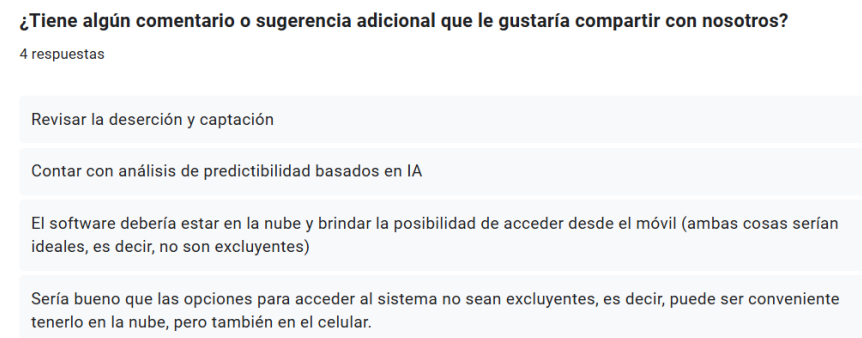 ¿Tiene algún comentario o sugerencia adicional que le gustaría compartir con nosotros?
4 respuestas
Revisar la deserción y captación
Contar con análisis de predictibilidad basados en IA
El software debería estar en la nube y brindar la posibilidad de acceder desde el móvil (ambas cosas serían
ideales, es decir, no son excluyentes)
Sería bueno que las opciones para acceder al sistema no sean excluyentes, es decir, puede ser conveniente
tenerlo en la nube, pero también en el celular.